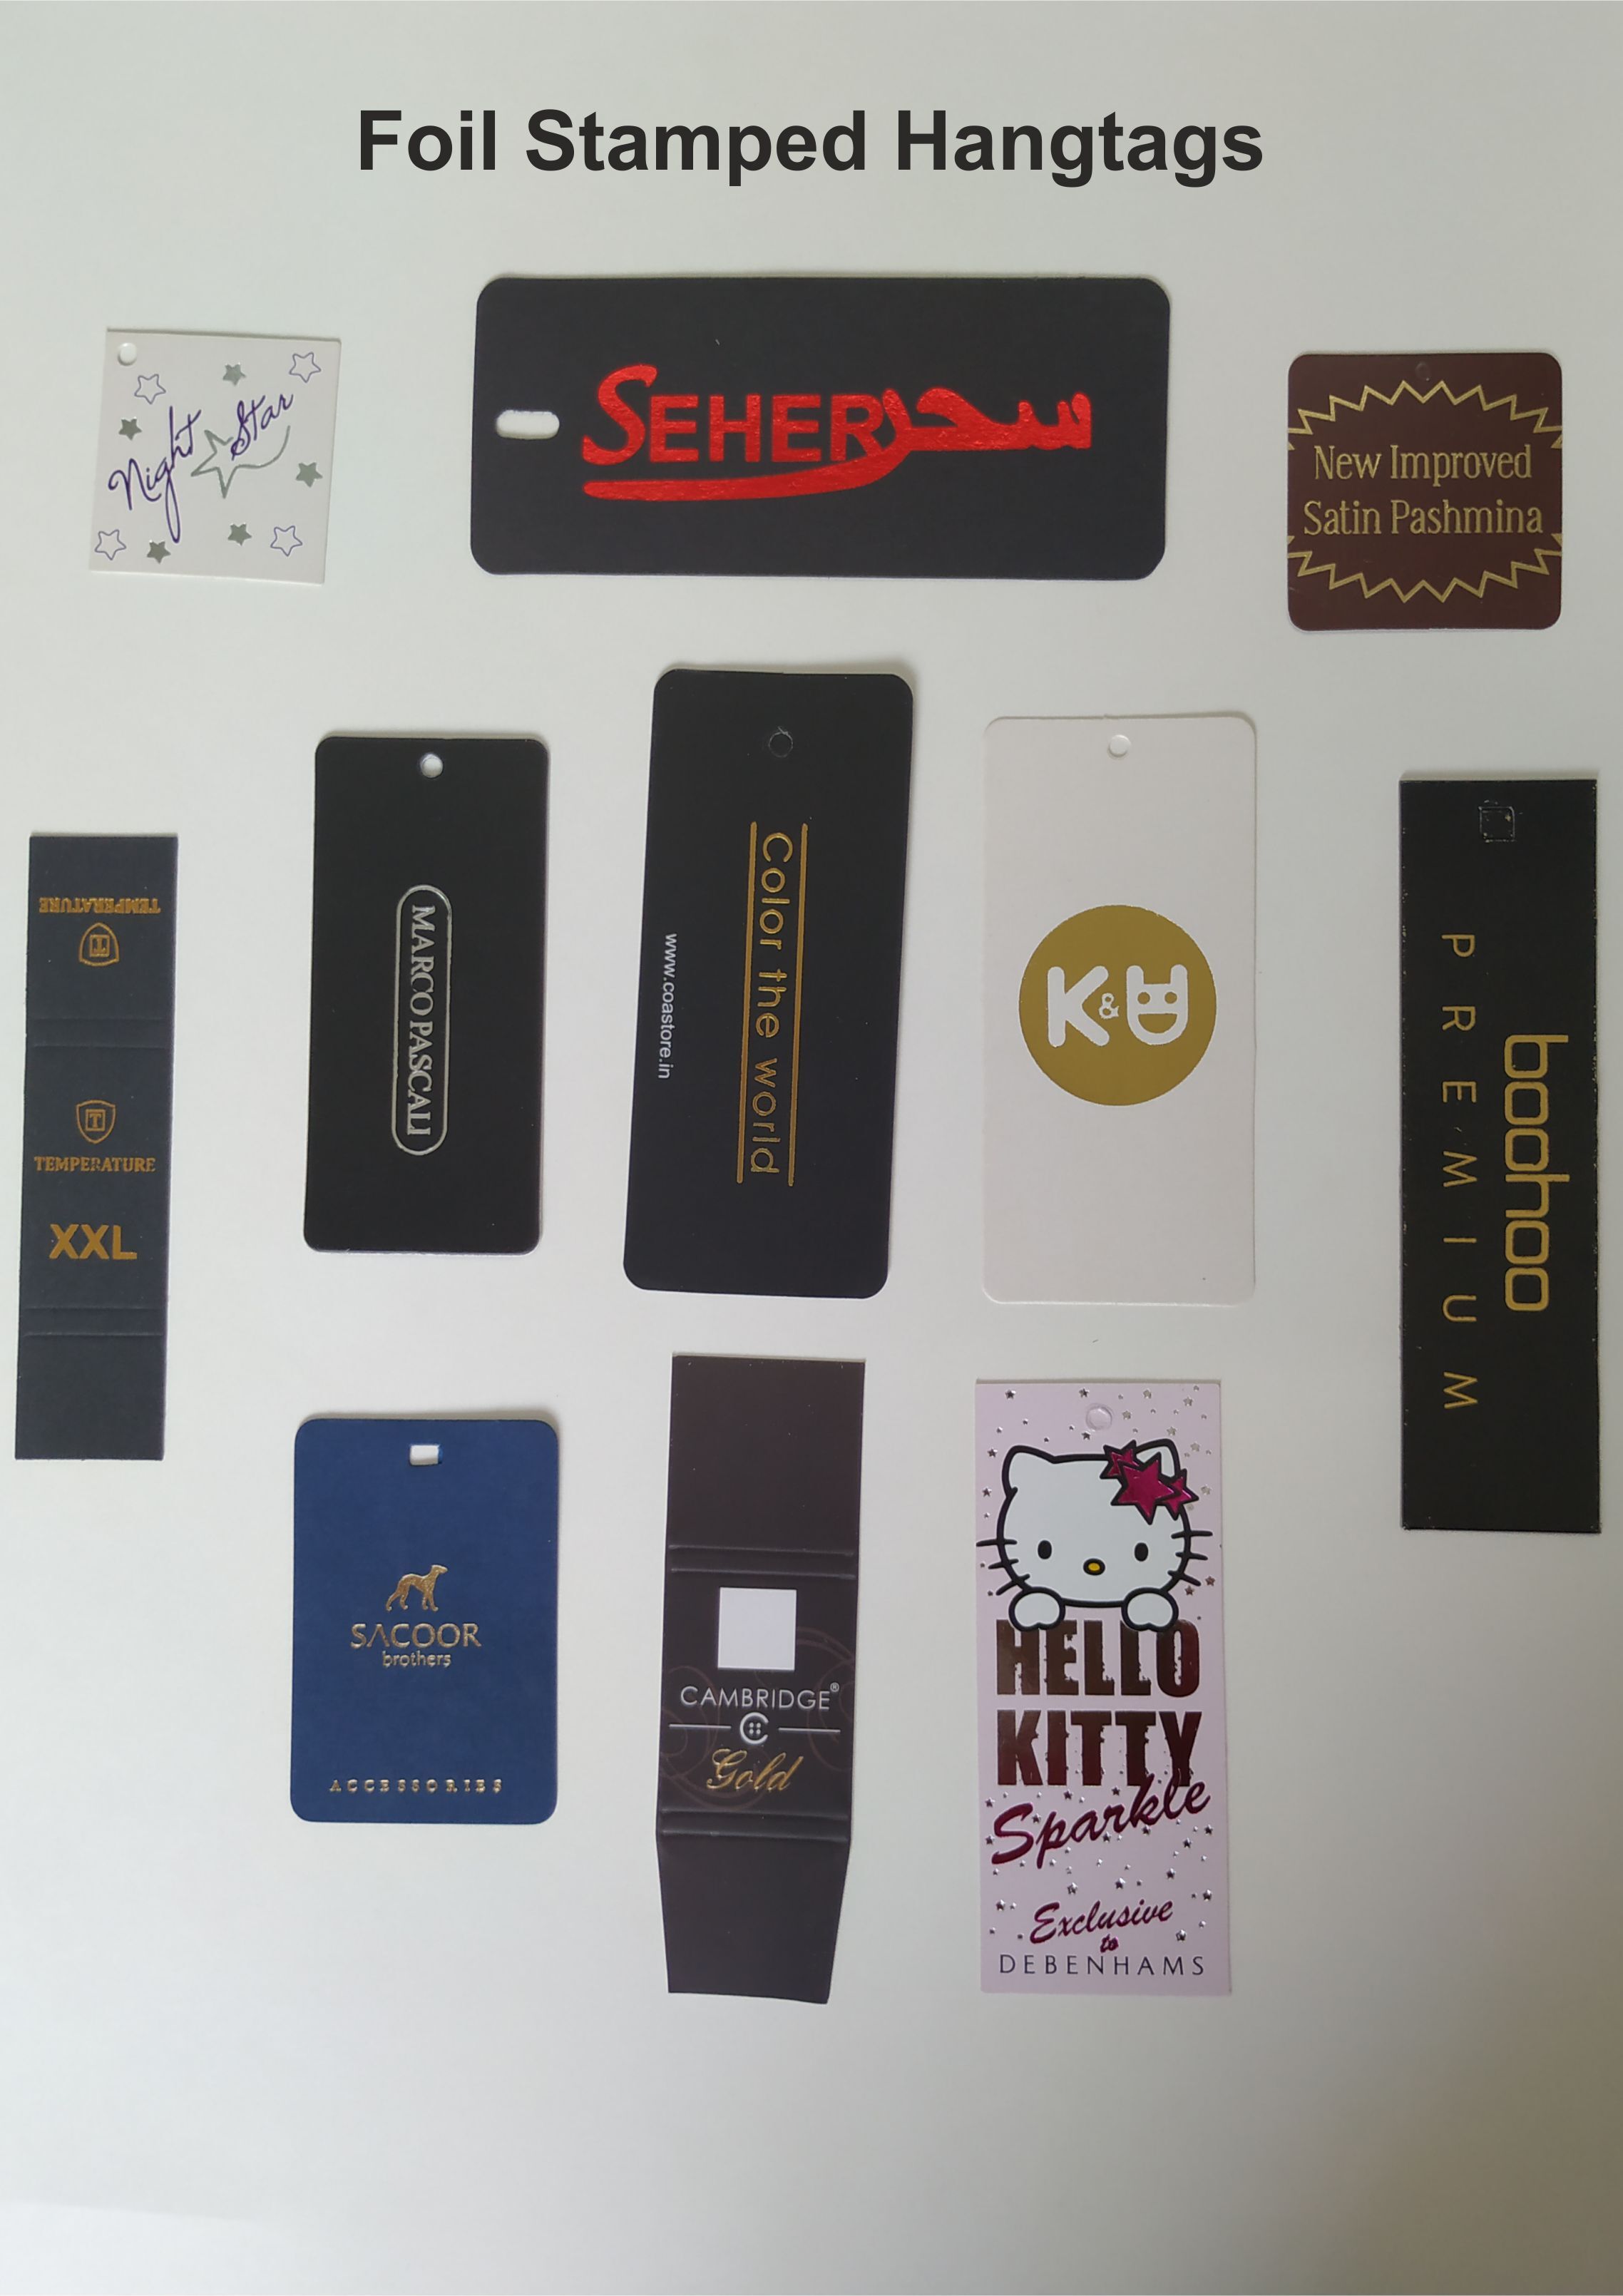 Foil Stamped Hangtags
Night Star
SEHER سحر
New Improved
Satin Pashmina
TEMPERATURE
T
T
TEMPERATURE
XXL
MARCO PASCALI
Color the world
www.coastore.in
K&U
boohoo
PREMIUM
SACOOR
brothers
ACCESSORIES
CAMBRIDGE®
C
Gold
HELLO
KITTY
Sparkle
Exclusive
to
DEBENHAMS